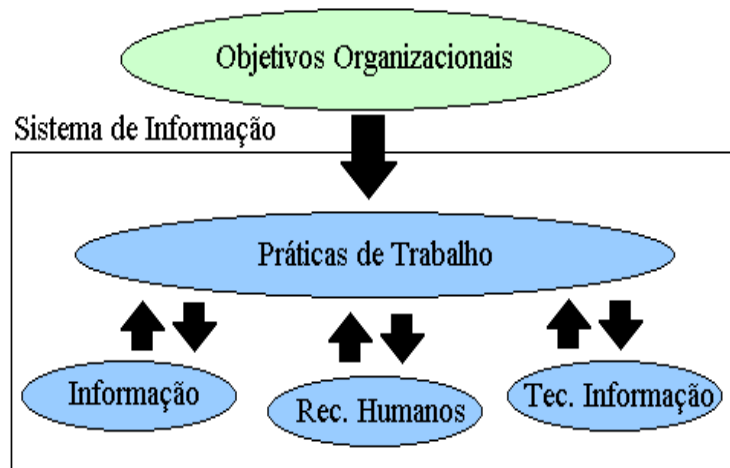 Objetivos Organizacionais
Sistema de Informação
Práticas de Trabalho
Informação
Rec. Humanos
Tec. Informação